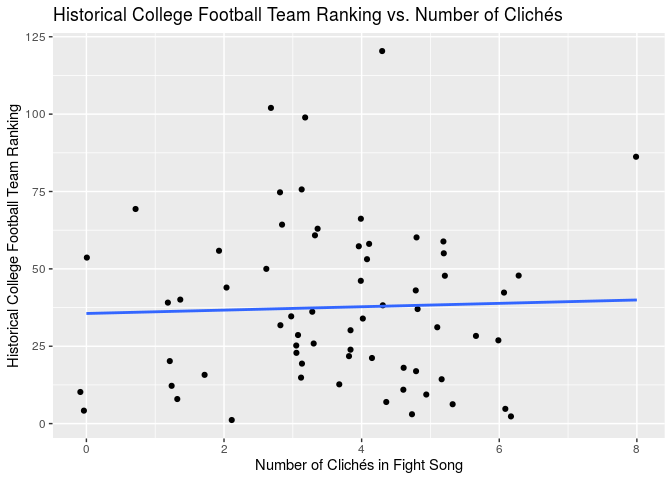 Historical College Football Team Ranking vs. Number of Clichés
125
100
75
50
25
0
Historical College Football Team Ranking
0 2 4 6 8
Number of Clichés in Fight Song